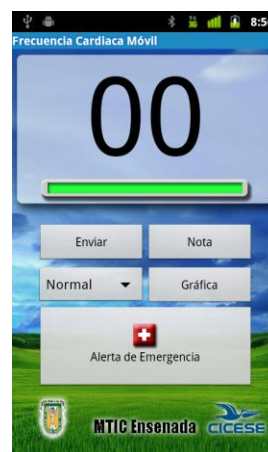 8:5
Frecuencia Cardiaca Móvil
00
Enviar Nota
Normal Gráfica
Alerta de Emergencia
MTIC Ensenada CICESE